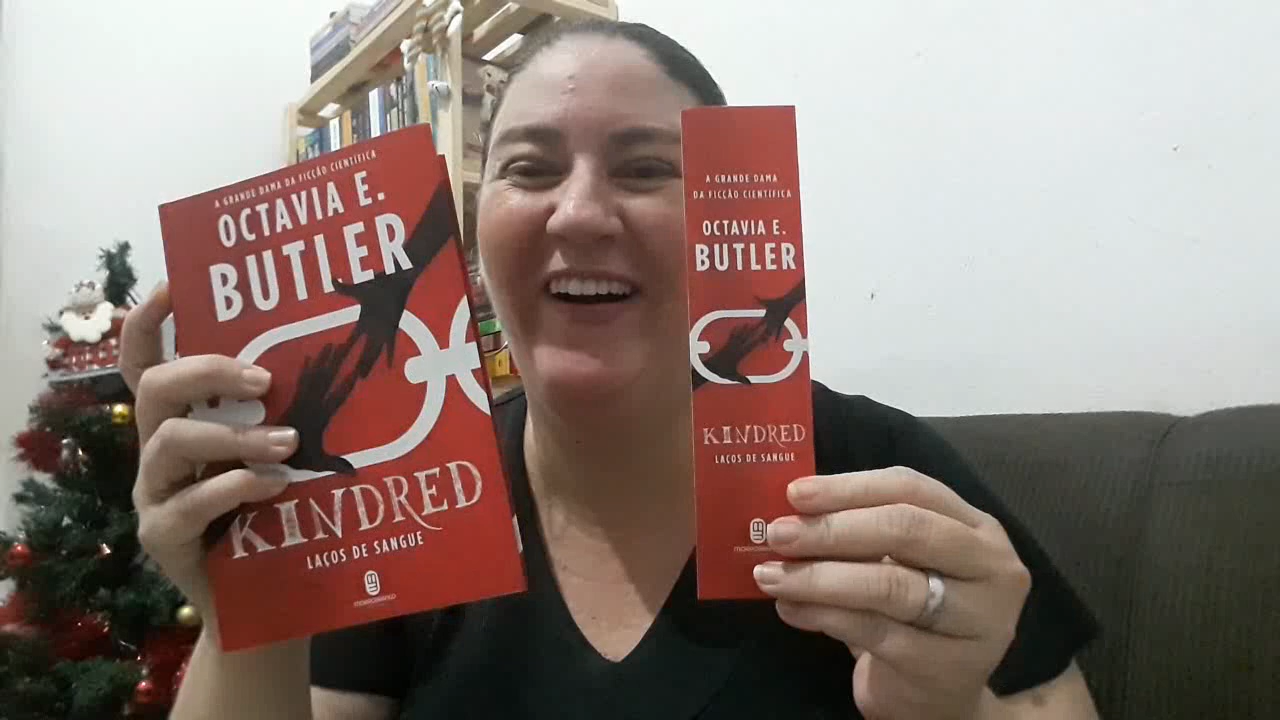 A GRANDE DAMA DA FICÇÃO CIENTÍFICA
OCTAVIA E.
BUTLER
KINDRED
LAÇOS DE SANGUE
MORROBRANCO
A GRANDE DAMA
DA FICÇÃO CIENTÍFICA
OCTAVIA E.
BUTLER
KINDRED
LAÇOS DE SANGUE